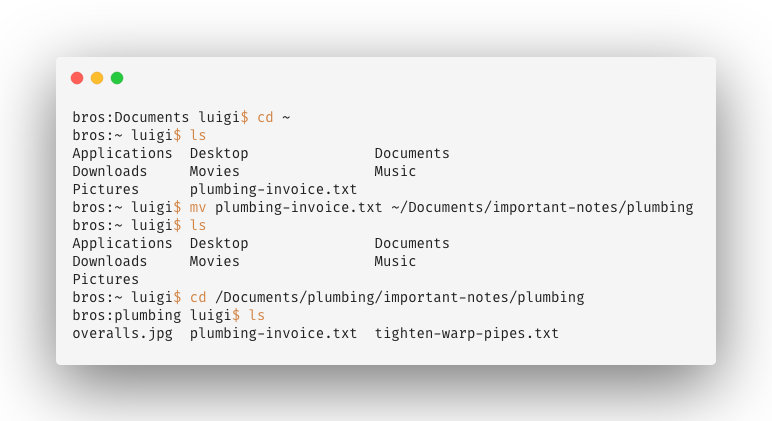 bros:Documents luigi$ cd ~
bros:~ luigi$ ls
Applications  Desktop               Documents
Downloads     Movies                Music
Pictures      plumbing-invoice.txt
bros:~ luigi$ mv plumbing-invoice.txt ~/Documents/important-notes/plumbing
bros:~ luigi$ ls
Applications  Desktop               Documents
Downloads     Movies                Music
Pictures
bros:~ luigi$ cd /Documents/plumbing/important-notes/plumbing
bros:plumbing luigi$ ls
overalls.jpg  plumbing-invoice.txt  tighten-warp-pipes.txt